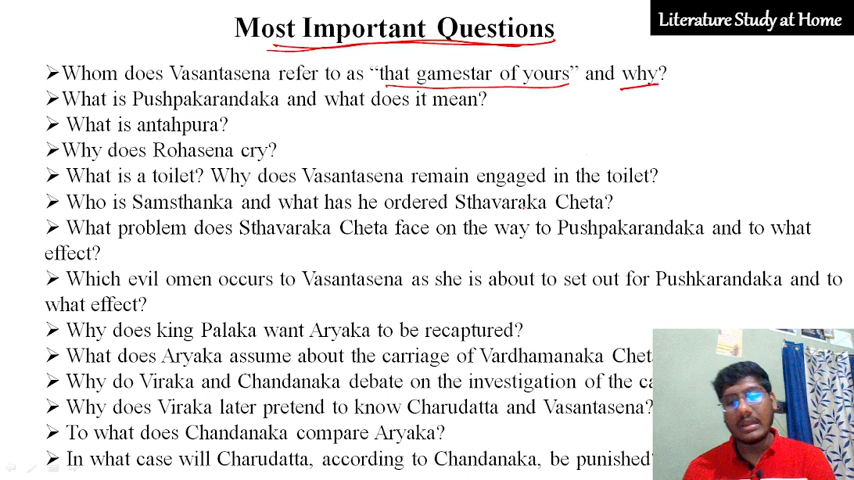 Most Important Questions
Literature Study at Home
➢Whom does Vasantasena refer to as “that gamestar of yours” and why?
➢What is Pushpakarandaka and what does it mean?
➢ What is antahpura?
➢Why does Rohasena cry?
➢ What is a toilet? Why does Vasantasena remain engaged in the toilet?
➢ Who is Samsthanka and what has he ordered Sthavaraka Cheta?
➢ What problem does Sthavaraka Cheta face on the way to Pushpakarandaka and to what
effect?
➢ Which evil omen occurs to Vasantasena as she is about to set out for Pushkarandaka and to
what effect?
➢ Why does king Palaka want Aryaka to be recaptured?
➢ What does Aryaka assume about the carriage of Vardhamanaka
➢ Why do Viraka and Chandanaka debate on the investigation of the
➢ Why does Viraka later pretend to know Charudatta and Vasantasena?
➢ To what does Chandanaka compare Aryaka?
➢ In what case will Charudatta, according to Chandanaka, be punished?